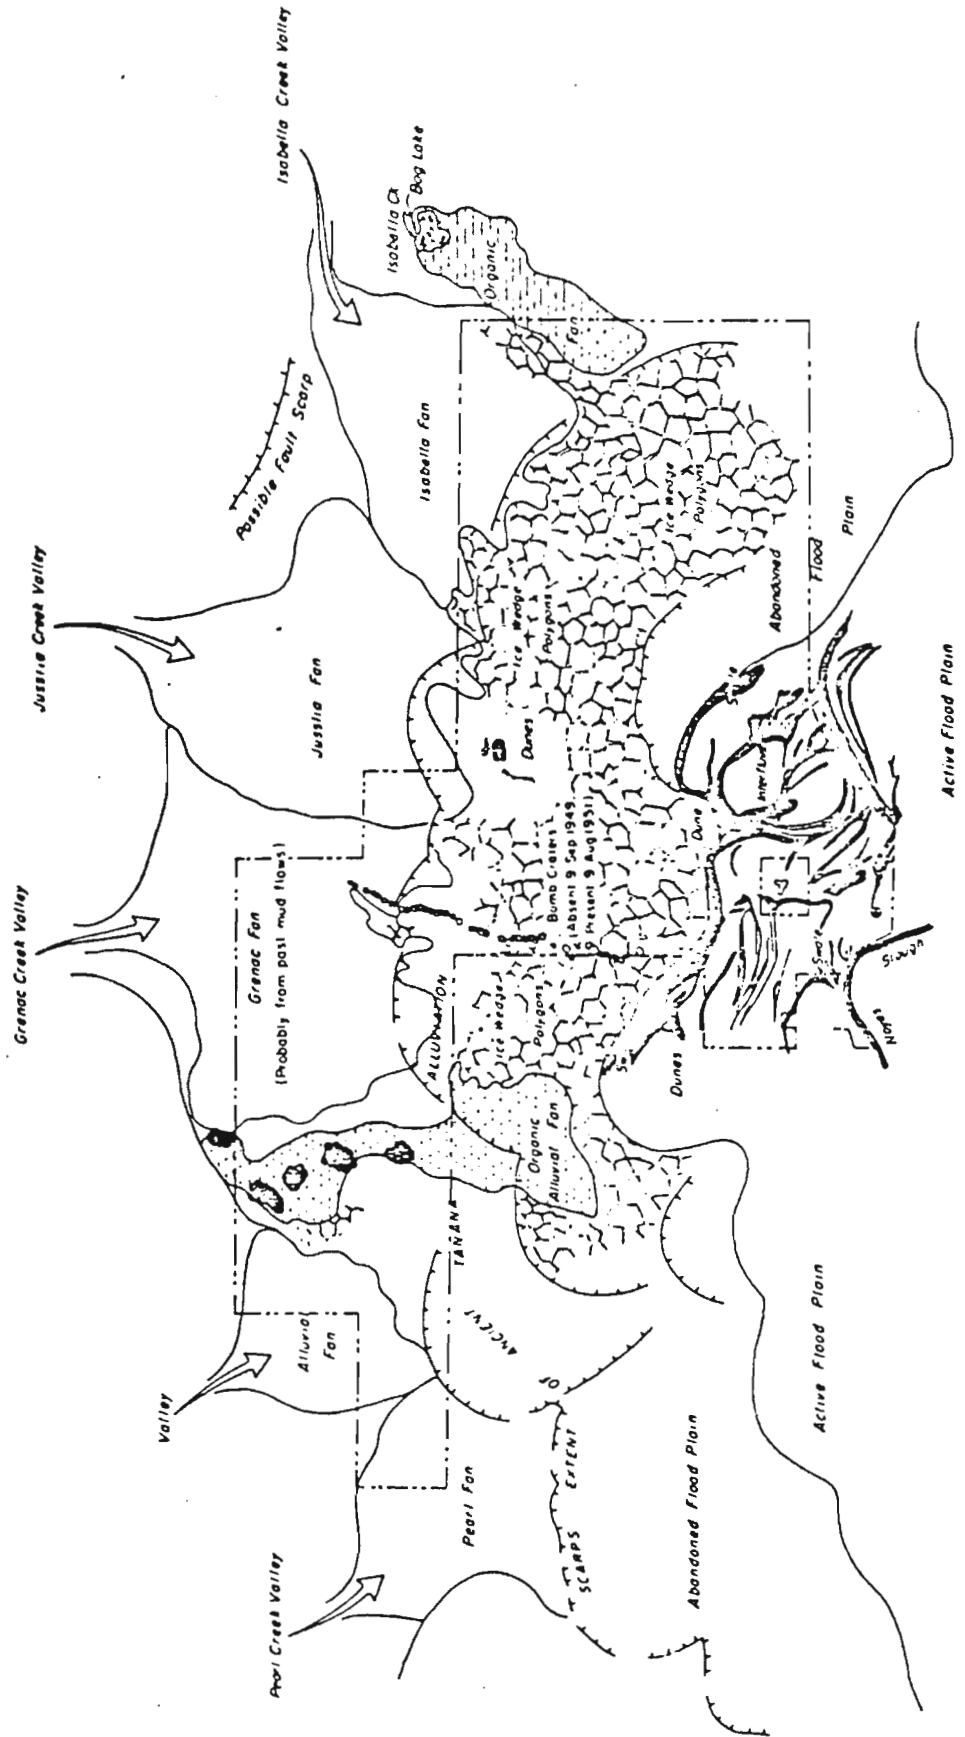 Pearl Creek Valley
Valley
Grenac Creek Valley
Jussila Creek Valley
Isabella Creek Valley
Possible Fault Scarp
Isabella Ck
Bog Lake
Alluvial
Fan
Grenac Fan
(Probably from past mud flows)
Jussila Fan
Isabella Fan
Organic
Fan
Pearl Fan
SCARPS
EXTENT
OF
ANCIENT
TANANA
ALLUVIATION
Organic
Alluvial Fan
Ice Wedge
Polygons
Bomb Craters
(Absent 9 Sep 1949
Present 9 Aug 1951)
Dunes
Ice Wedge
Polygons
Ice Wedge
Polygons
Abandoned Flood Plain
Dunes
Dune
Abandoned
Flood
Plain
Active Flood Plain
Active Flood Plain